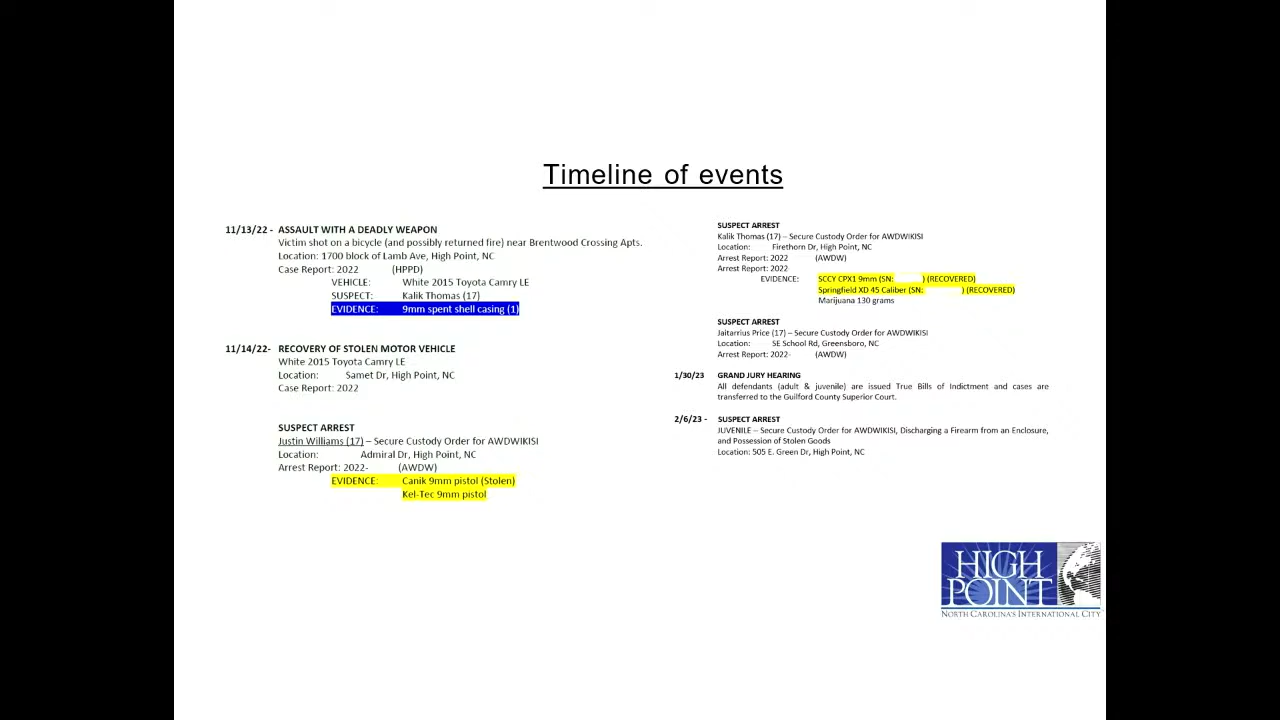 Timeline of events
11/13/22 - ASSAULT WITH A DEADLY WEAPON
Victim shot on a bicycle (and possibly returned fire) near Brentwood Crossing Apts.
Location: 1700 block of Lamb Ave, High Point, NC
Case Report: 2022 (HPPD)
VEHICLE: White 2015 Toyota Camry LE
SUSPECT: Kalik Thomas (17)
EVIDENCE: 9mm spent shell casing (1)
11/14/22- RECOVERY OF STOLEN MOTOR VEHICLE
White 2015 Toyota Camry LE
Location: Samet Dr, High Point, NC
Case Report: 2022
SUSPECT ARREST
Justin Williams (17) – Secure Custody Order for AWDWIKISI
Location: Admiral Dr, High Point, NC
Arrest Report: 2022- (AWDW)
EVIDENCE: Canik 9mm pistol (Stolen)
Kel-Tec 9mm pistol
SUSPECT ARREST
Kalik Thomas (17) – Secure Custody Order for AWDWIKISI
Location: Firethorn Dr, High Point, NC
Arrest Report: 2022 (AWDW)
Arrest Report: 2022
EVIDENCE: SCCY CPX1 9mm (SN: ) (RECOVERED)
Springfield XD 45 Caliber (SN: ) (RECOVERED)
Marijuana 130 grams
SUSPECT ARREST
Jaitarrius Price (17) – Secure Custody Order for AWDWIKISI
Location: SE School Rd, Greensboro, NC
Arrest Report: 2022- (AWDW)
1/30/23 GRAND JURY HEARING
All defendants (adult & juvenile) are issued True Bills of Indictment and cases are
transferred to the Guilford County Superior Court.
2/6/23 - SUSPECT ARREST
JUVENILE – Secure Custody Order for AWDWIKISI, Discharging a Firearm from an Enclosure,
and Possession of Stolen Goods
Location: 505 E. Green Dr, High Point, NC
HIGH
POINT
NORTH CAROLINA'S INTERNATIONAL CITY